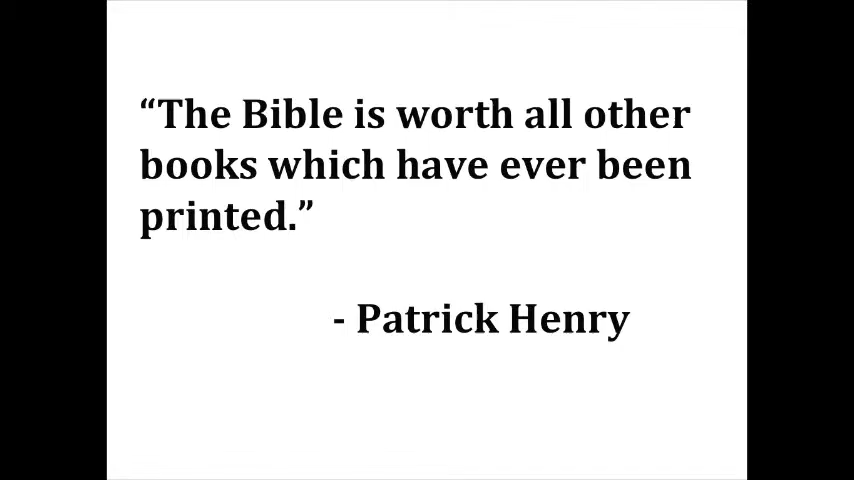 “The Bible is worth all other
books which have ever been
printed.”
- Patrick Henry